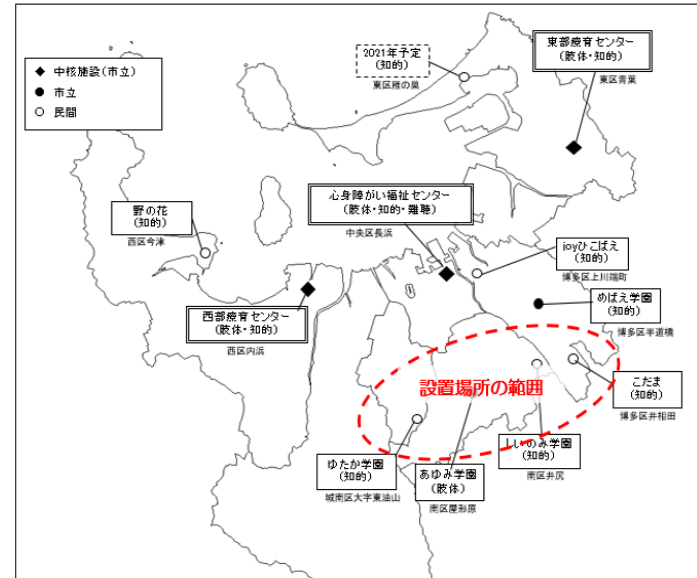 ◆ 中核施設(市立)
● 市立
○ 民間
2021年予定
(知的)
東区雁の巣
東部療育センター
(肢体・知的)
東区青葉
野の花
(知的)
西区今津
心身障がい福祉センター
(肢体・知的・難聴)
中央区長浜
joyひこばえ
(知的)
博多区上川端町
西部療育センター
(肢体・知的)
西区内浜
めばえ学園
(知的)
博多区半道橋
設置場所の範囲
こだま
(知的)
博多区井相田
ゆたか学園
(知的)
城南区大字東油山
あゆみ学園
(肢体)
南区屋形原
しいのみ学園
(知的)
南区井尻